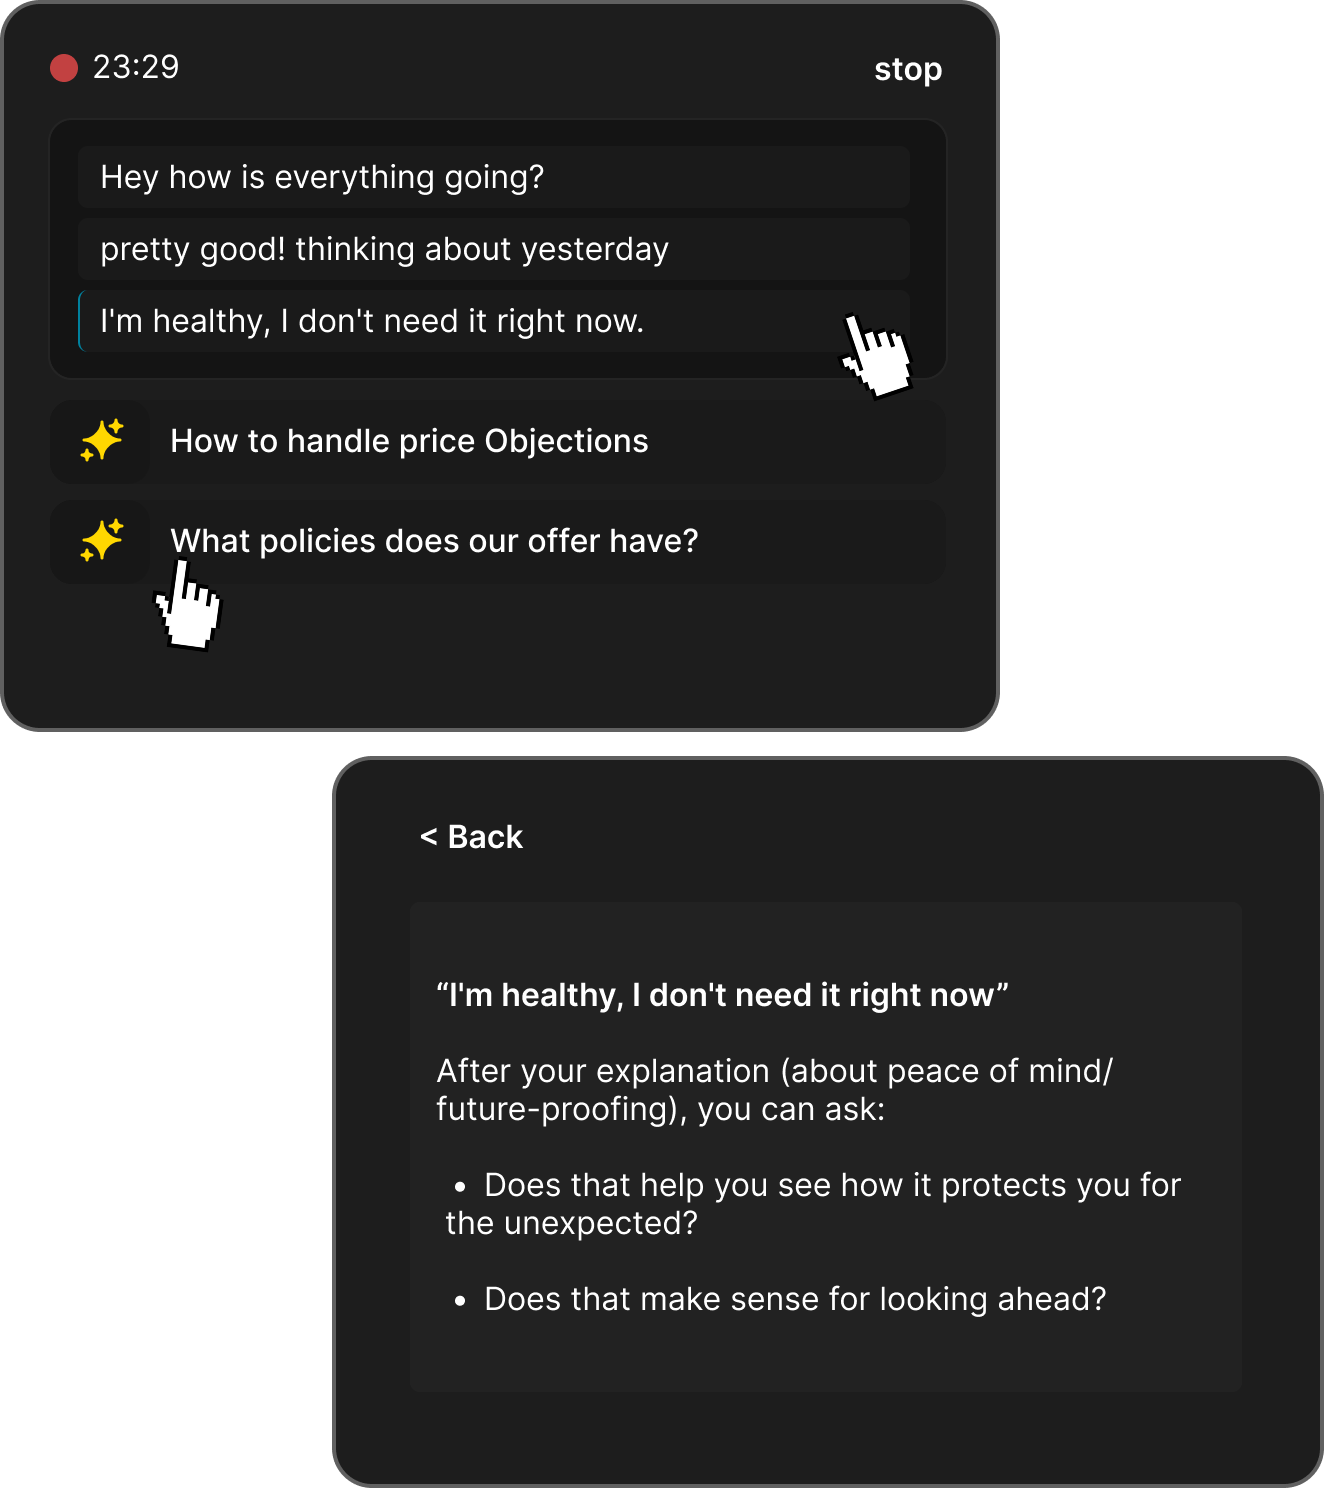 23:29
stop
Hey how is everything going?
pretty good! thinking about yesterday
I'm healthy, I don't need it right now.
How to handle price Objections
What policies does our offer have?
< Back
“I'm healthy, I don't need it right now”
After your explanation (about peace of mind/
future-proofing), you can ask:
• Does that help you see how it protects you for
the unexpected?
• Does that make sense for looking ahead?